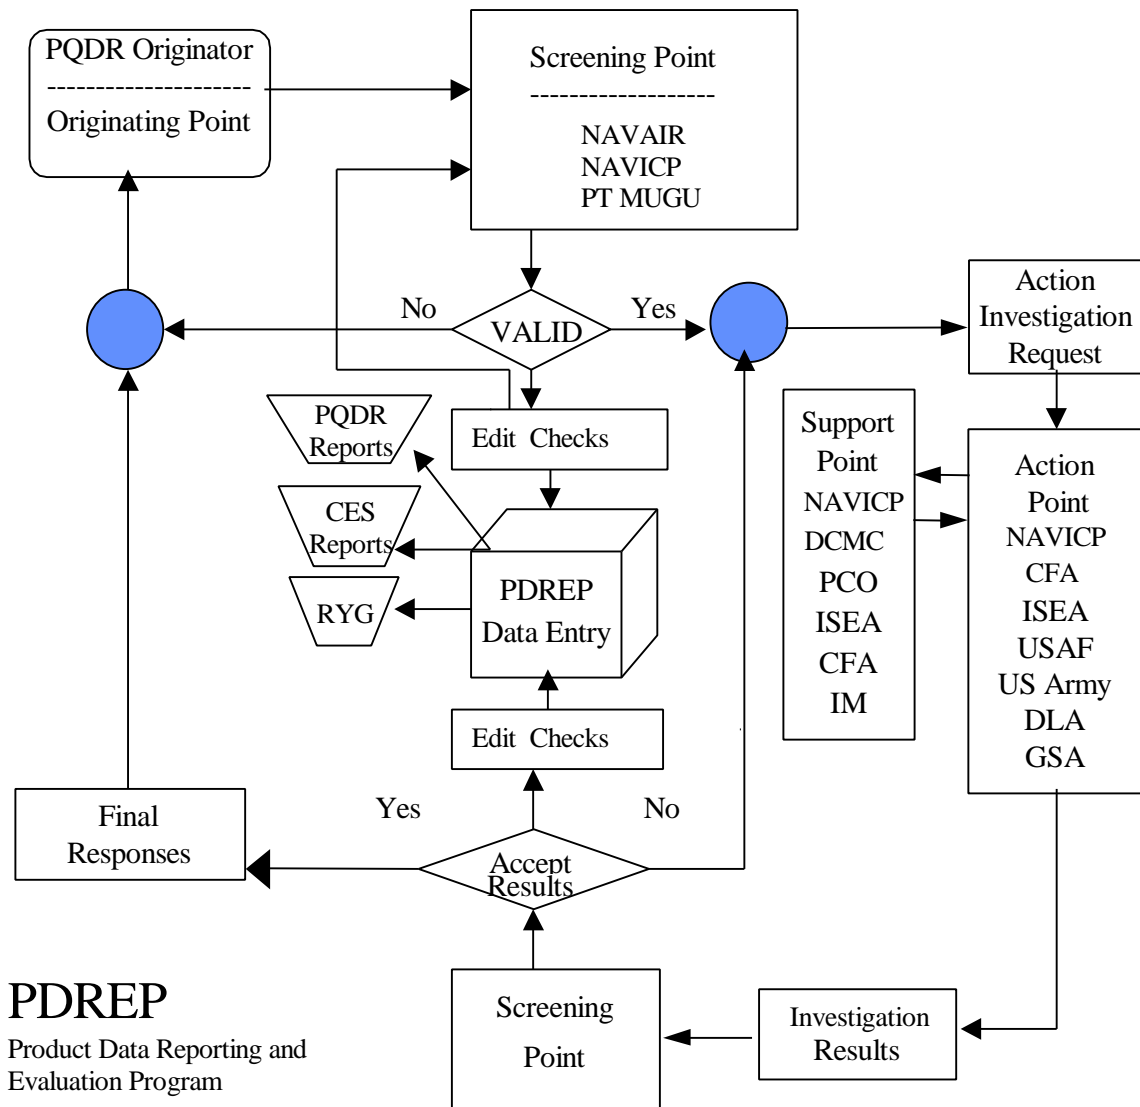 PQDR Originator
---------------------
Originating Point
Screening Point
-------------------
NAVAIR
NAVICP
PT MUGU
No
VALID
Yes
Action
Investigation
Request
PQDR
Reports
Edit Checks
CES
Reports
RYG
PDREP
Data Entry
Support
Point
NAVICP
DCMC
PCO
ISEA
CFA
IM
Action
Point
NAVICP
CFA
ISEA
USAF
US Army
DLA
GSA
Edit Checks
Yes
No
Final
Responses
Accept
Results
Screening
Point
Investigation
Results
PDREP
Product Data Reporting and
Evaluation Program